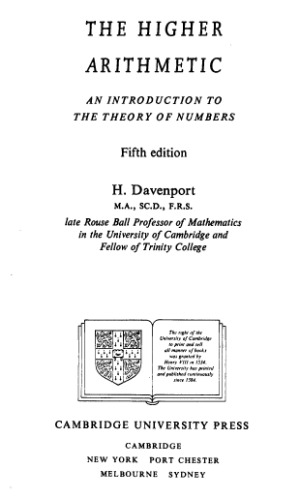 THE HIGHER
ARITHMETIC
AN INTRODUCTION TO
THE THEORY OF NUMBERS
Fifth edition
H. Davenport
M.A., SC.D., F.R.S.
late Rouse Ball Professor of Mathematics
in the University of Cambridge and
Fellow of Trinity College
The right of the
University of Cambridge
to print and sell
all manner of books
was granted by
Henry VIII in 1534.
The University has printed
and published continuously
since 1584.
CAMBRIDGE UNIVERSITY PRESS
CAMBRIDGE
NEW YORK PORT CHESTER
MELBOURNE SYDNEY